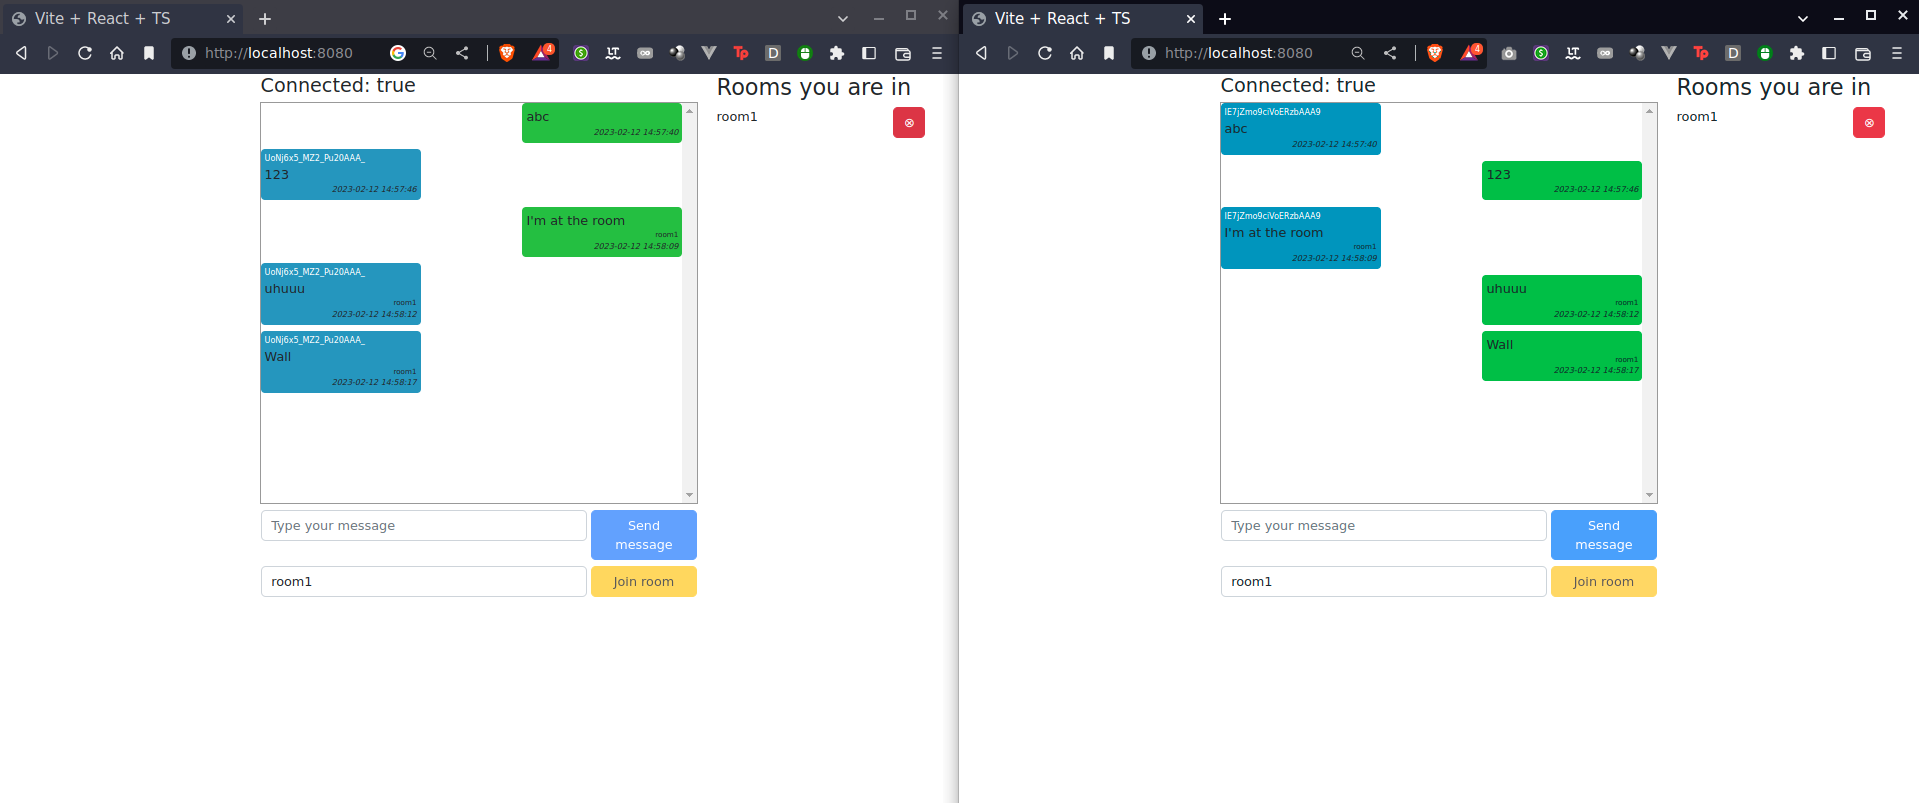 Vite + React + TS
http://localhost:8080
4
LT
Tp
D
Connected: true
Rooms you are in
room1
abc
2023-02-12 14:57:40
UoNj6x5_MZ2_Pu20AAA_
123
2023-02-12 14:57:46
I'm at the room
room1
2023-02-12 14:58:09
UoNj6x5_MZ2_Pu20AAA_
uhuuu
room1
2023-02-12 14:58:12
UoNj6x5_MZ2_Pu20AAA_
Wall
room1
2023-02-12 14:58:17
Type your message
Send
message
room1
Join room
Vite + React + TS
http://localhost:8080
4
LT
Tp
D
Connected: true
Rooms you are in
room1
IE7jZmo9ciVoERzbAAA9
abc
2023-02-12 14:57:40
123
2023-02-12 14:57:46
IE7jZmo9ciVoERzbAAA9
I'm at the room
room1
2023-02-12 14:58:09
uhuuu
room1
2023-02-12 14:58:12
Wall
room1
2023-02-12 14:58:17
Type your message
Send
message
room1
Join room